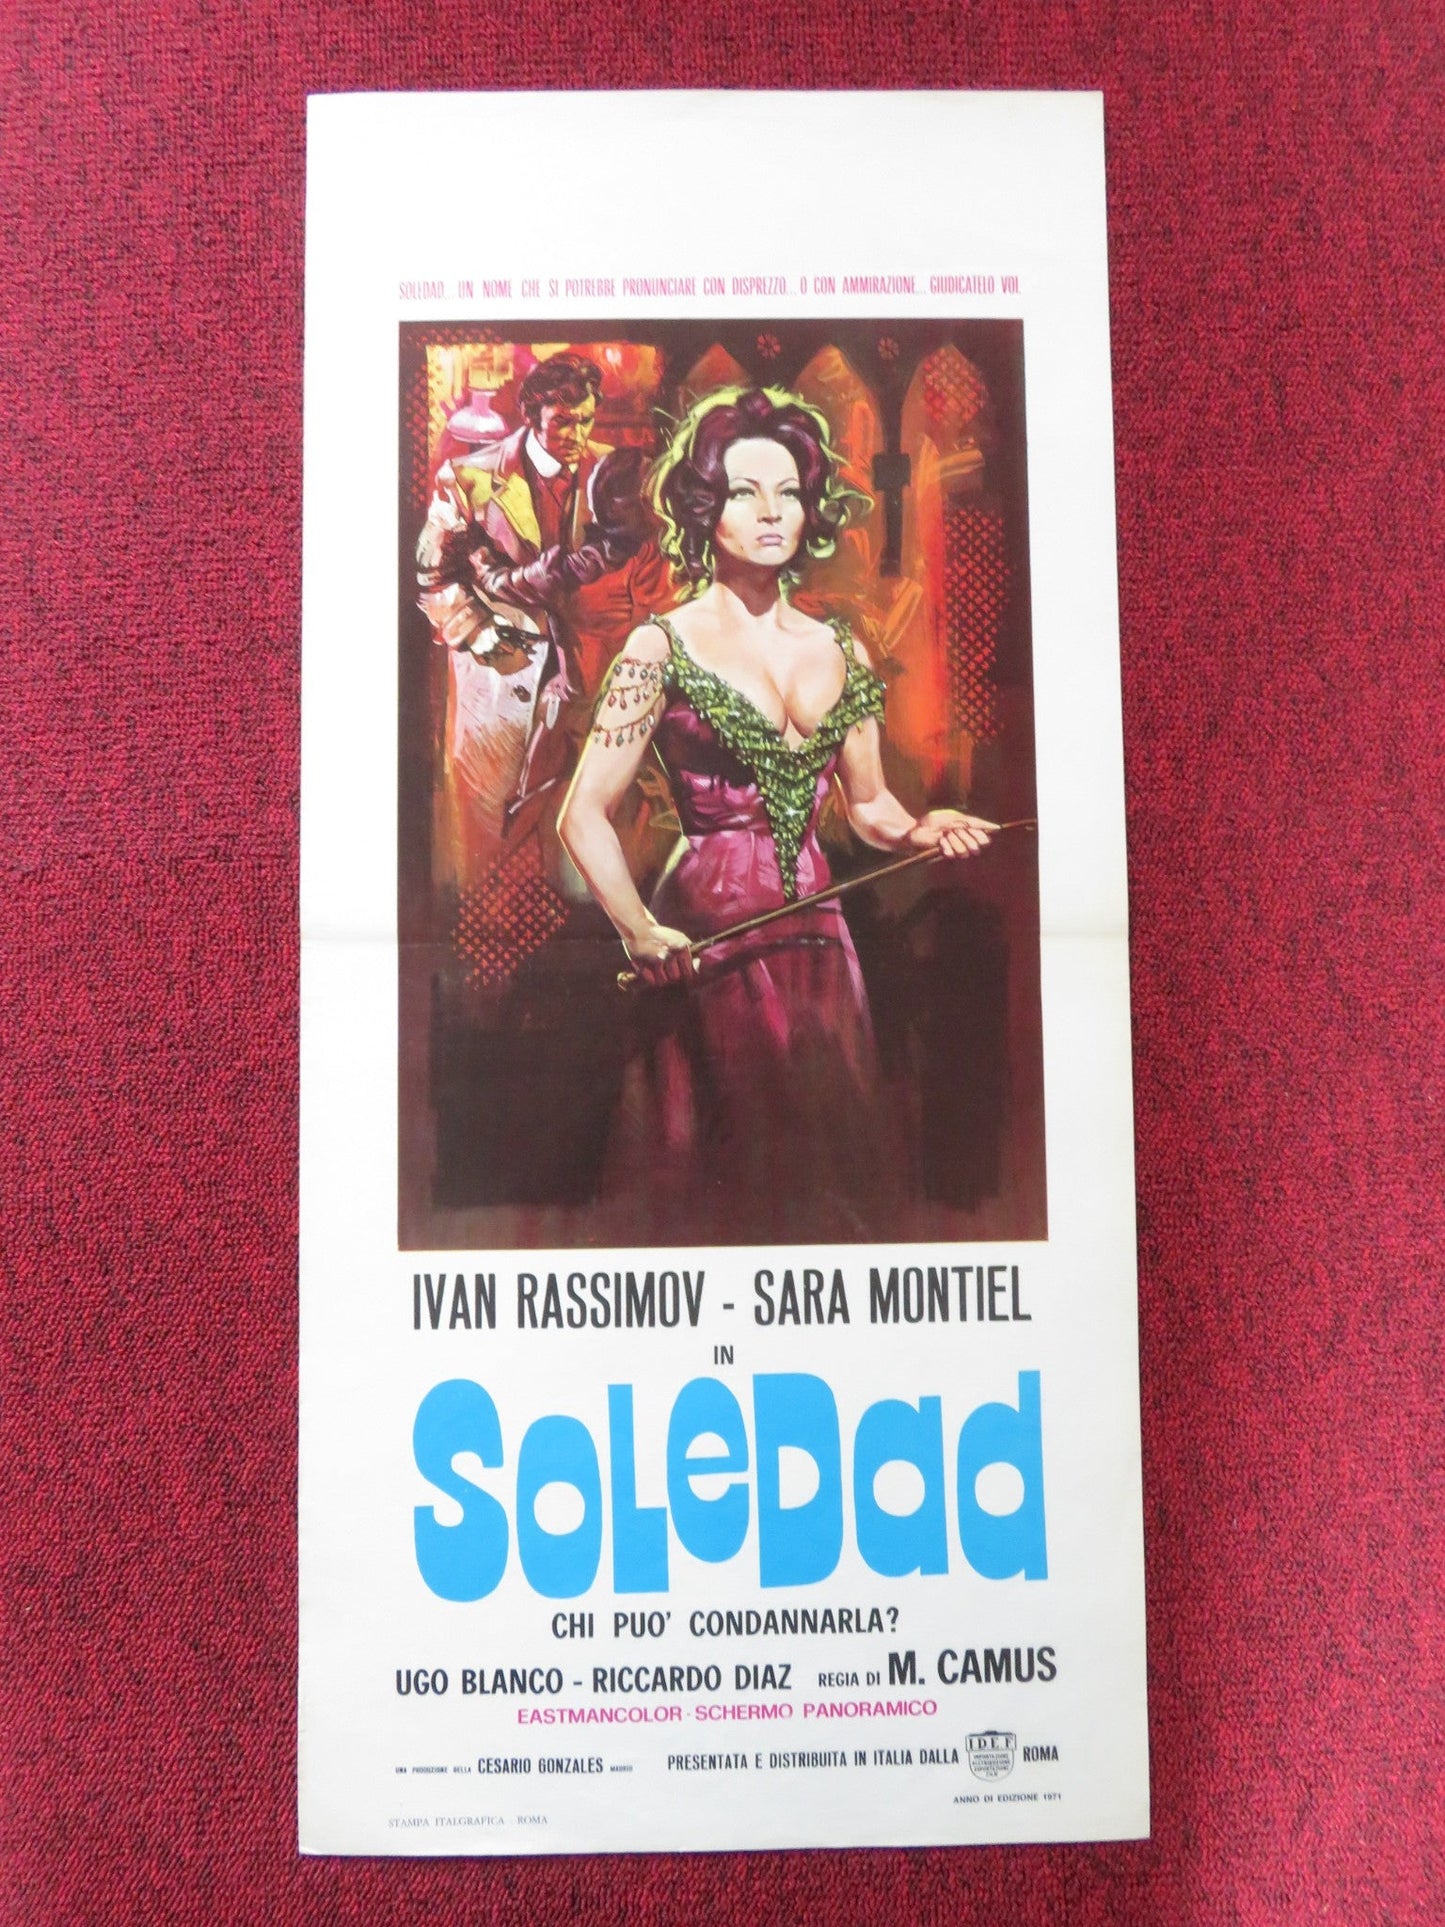 SOLEDAD... UN NOME CHE SI POTREBBE PRONUNCIARE CON DISPREZZO... O CON AMMIRAZIONE... GIUDICATELO VOI.
IVAN RASSIMOV - SARA MONTIEL
IN
SOLEDAD
CHI PUO' CONDANNARLA?
UGO BLANCO - RICCARDO DIAZ REGIA DI M. CAMUS
EASTMANCOLOR - SCHERMO PANORAMICO
UNA PRODUZIONE DELLA CESARIO GONZALES MADRID
PRESENTATA E DISTRIBUITA IN ITALIA DALLA IDEF ROMA
ANNO DI EDIZIONE 1971
STAMPA ITALGRAFICA - ROMA